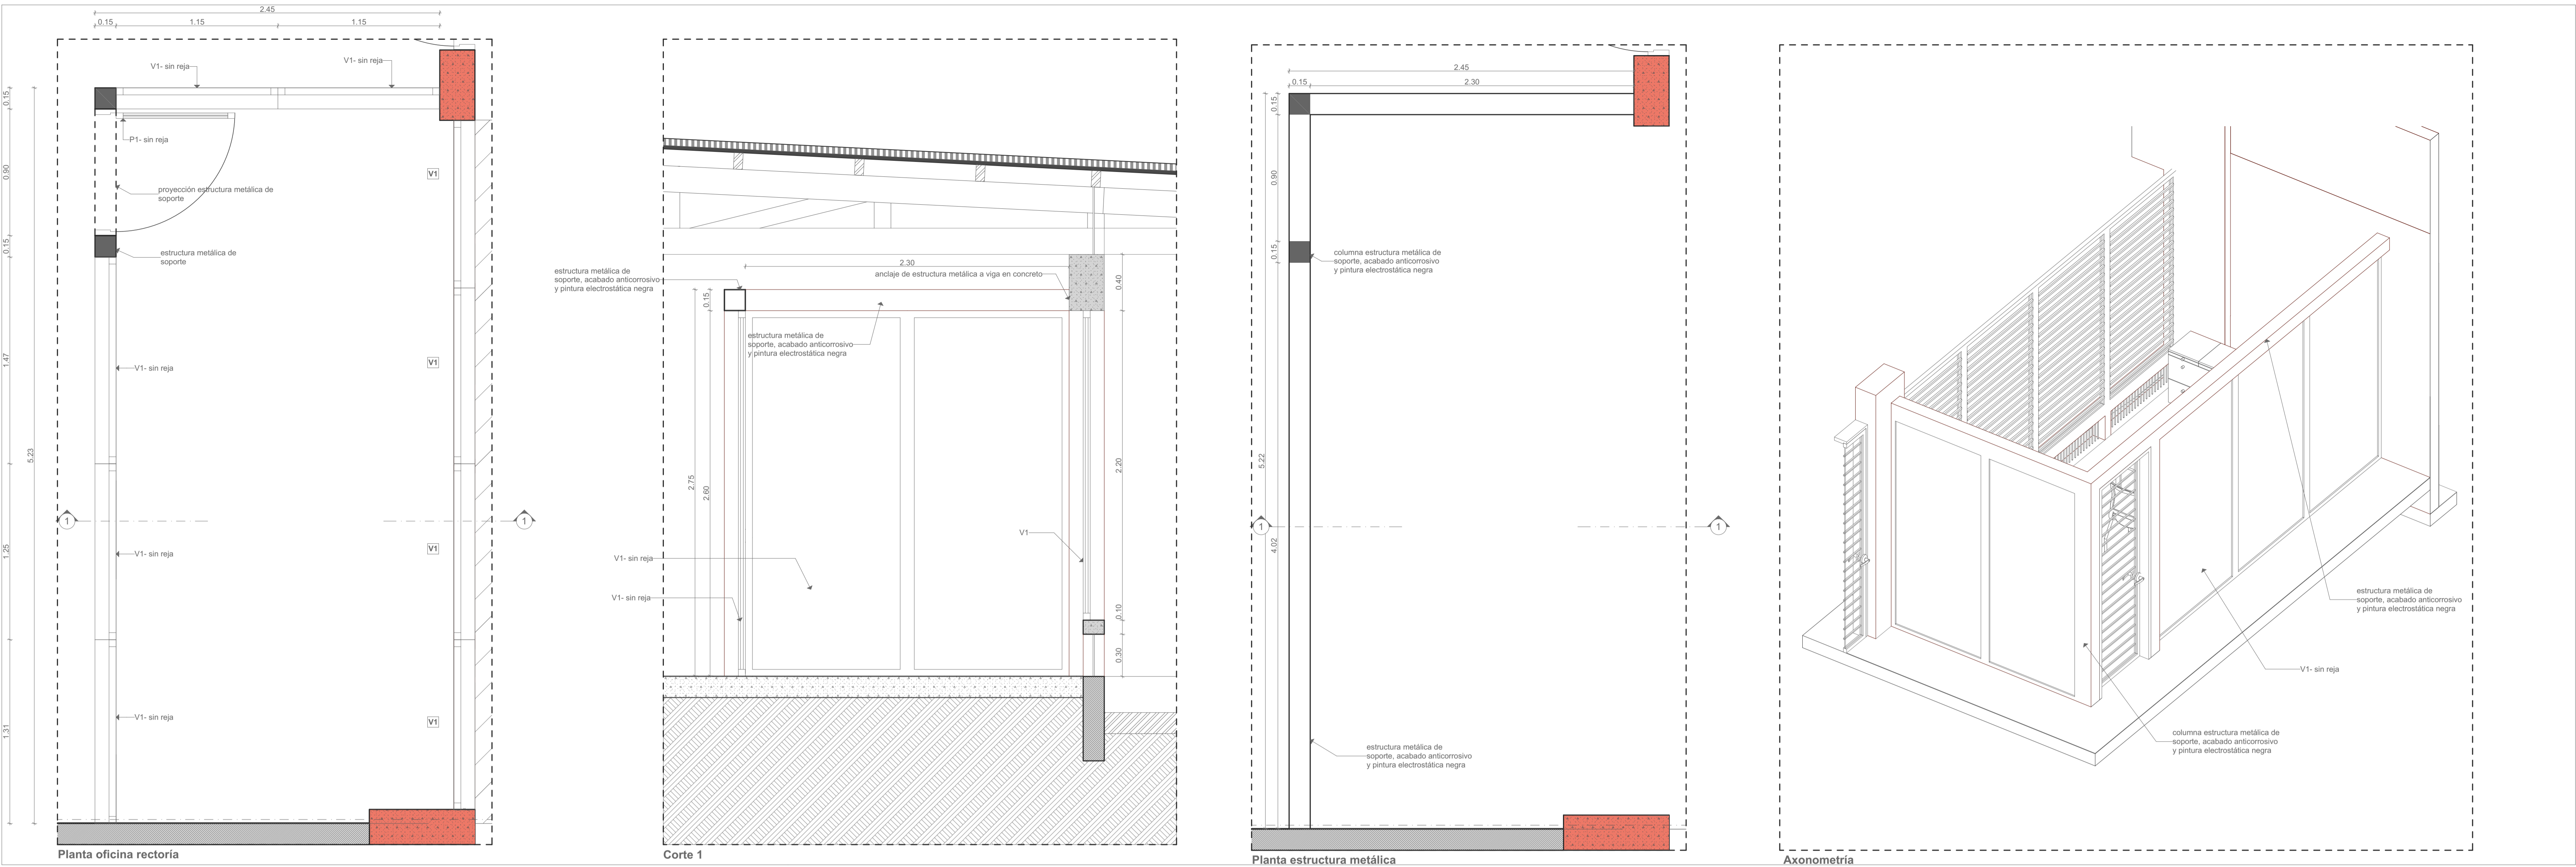 2.45
0.15
1.15
1.15
V1- sin reja
V1- sin reja
0.15
P1- sin reja
0.90
V1
proyección estructura metálica de
soporte
0.15
estructura metálica de
soporte
1.47
V1- sin reja
V1
5.23
1
1
1.25
V1- sin reja
V1
1.31
V1- sin reja
V1
Planta oficina rectoría
2.30
estructura metálica de
soporte, acabado anticorrosivo
y pintura electrostática negra
anclaje de estructura metálica a viga en concreto
0.40
0.15
estructura metálica de
soporte, acabado anticorrosivo
y pintura electrostática negra
2.75
2.60
2.20
V1
V1- sin reja
V1- sin reja
0.10
0.30
Corte 1
2.45
0.15
2.30
0.15
0.90
0.15
columna estructura metálica de
soporte, acabado anticorrosivo
y pintura electrostática negra
5.22
1
1
4.02
estructura metálica de
soporte, acabado anticorrosivo
y pintura electrostática negra
Planta estructura metálica
estructura metálica de
soporte, acabado anticorrosivo
y pintura electrostática negra
V1- sin reja
columna estructura metálica de
soporte, acabado anticorrosivo
y pintura electrostática negra
Axonometría